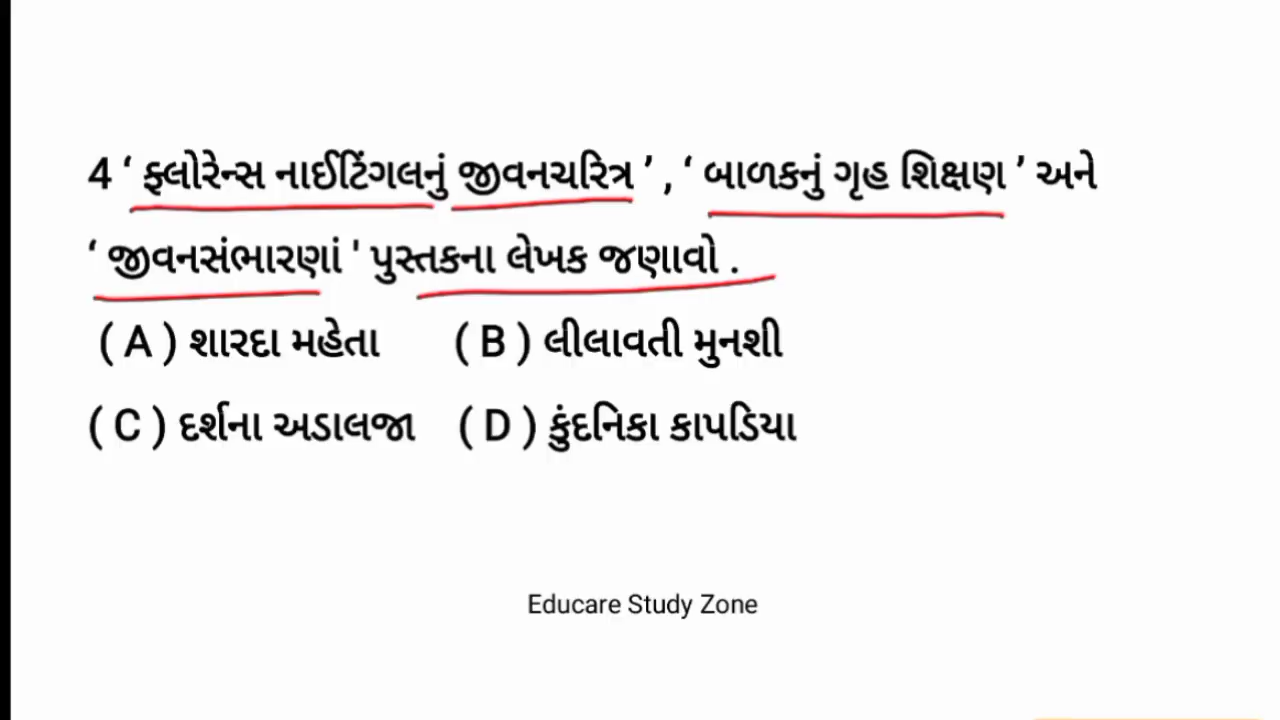 4 ‘ ફ્લોરેન્સ નાઈટિંગલનું જીવનચરિત્ર ’ , ‘ બાળકનું ગૃહ શિક્ષણ ’ અને
‘ જીવનસંભારણાં ' પુસ્તકના લેખક જણાવો .
( A ) શારદા મહેતા ( B ) લીલાવતી મુનશી
( C ) દર્શના અડાલજા ( D ) કુંદનિકા કાપડિયા
Educare Study Zone